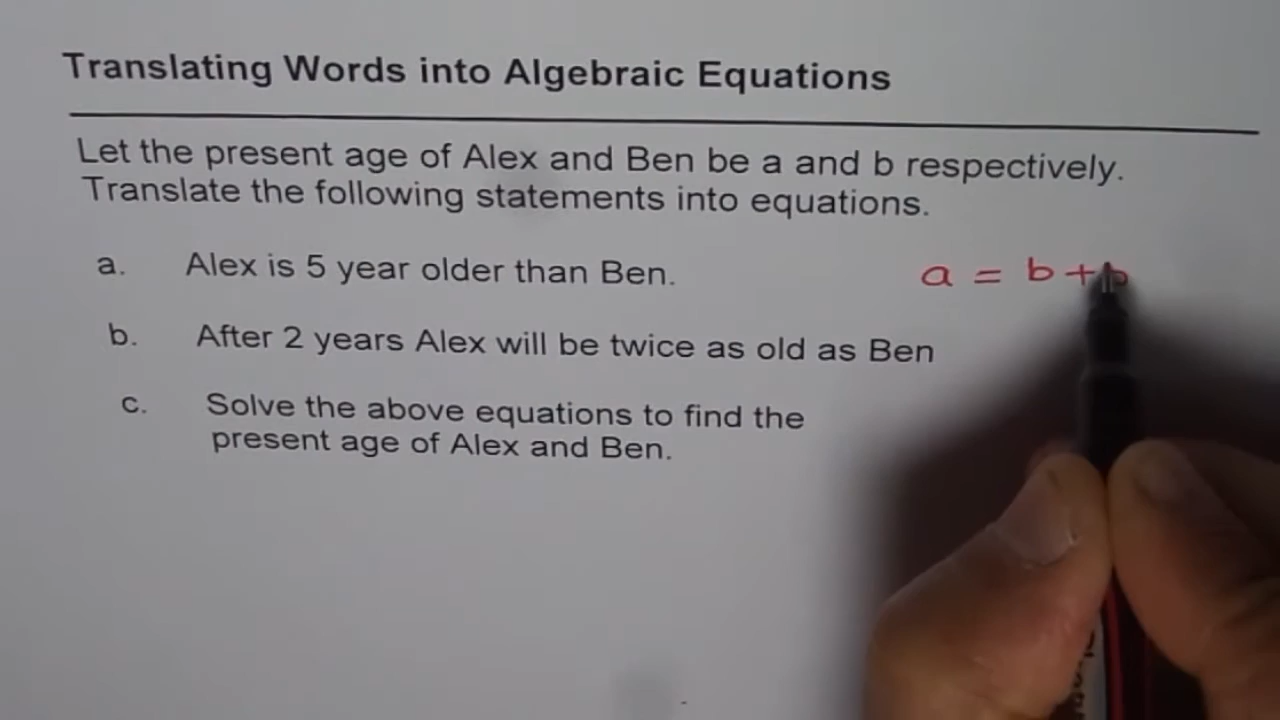 Translating Words into Algebraic Equations
Let the present age of Alex and Ben be a and b respectively.
Translate the following statements into equations.
a. Alex is 5 year older than Ben.
a = b +
b. After 2 years Alex will be twice as old as Ben
c. Solve the above equations to find the
present age of Alex and Ben.